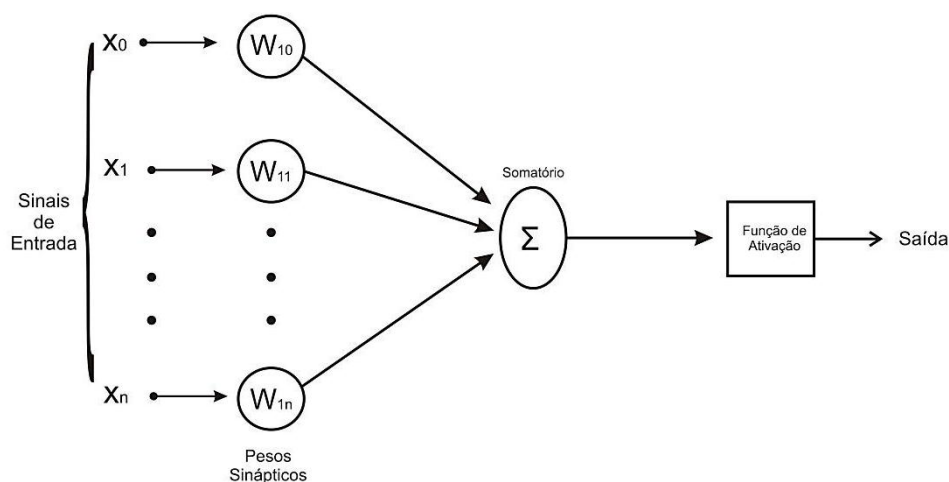 X0
W10
X1
W11
Sinais
de
Entrada
Somatório
Σ
Função de
Ativação
Saída
Xn
W1n
Pesos
Sinápticos